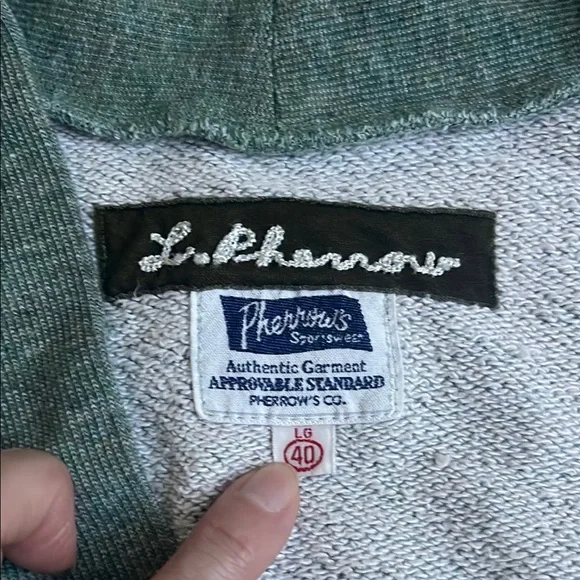 L. Pherrow
Pherrow's
Sportswear
Authentic Garment
APPROVABLE STANDARD
PHERROW'S CO.
LG
40